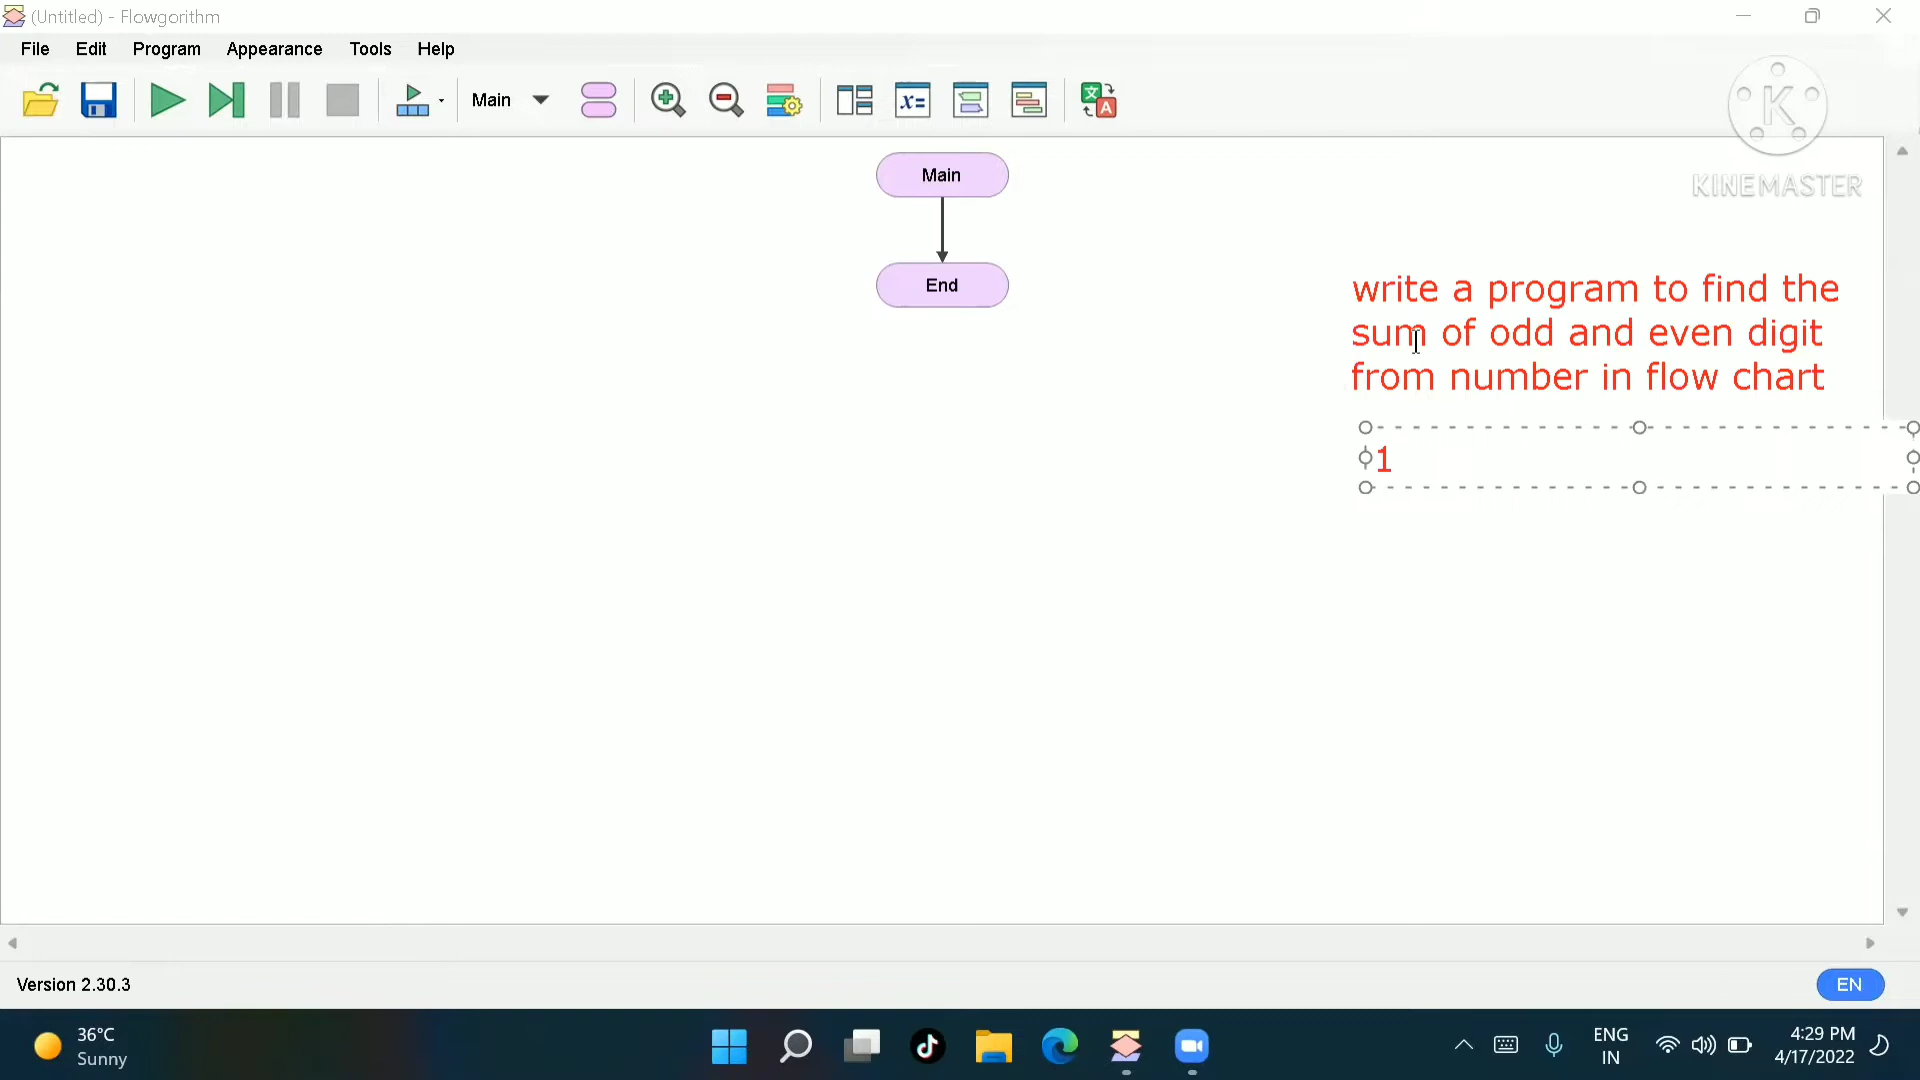 (Untitled) - Flowgorithm
File Edit Program Appearance Tools Help
Main
KINEMASTER
Main
End
write a program to find the
sum of odd and even digit
from number in flow chart
1
Version 2.30.3
EN
36°C
Sunny
ENG
IN
4:29 PM
4/17/2022